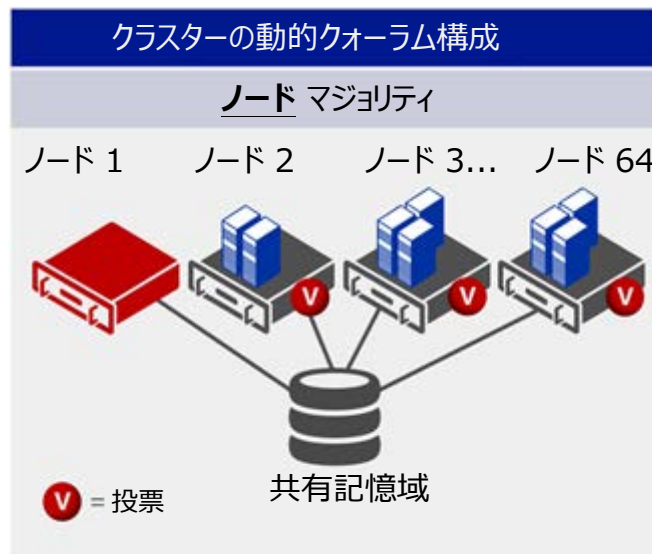 クラスターの動的クォーラム構成
ノード マジョリティ
ノード 1
ノード 2
ノード 3...
ノード 64
V
V
V
共有記憶域
V = 投票